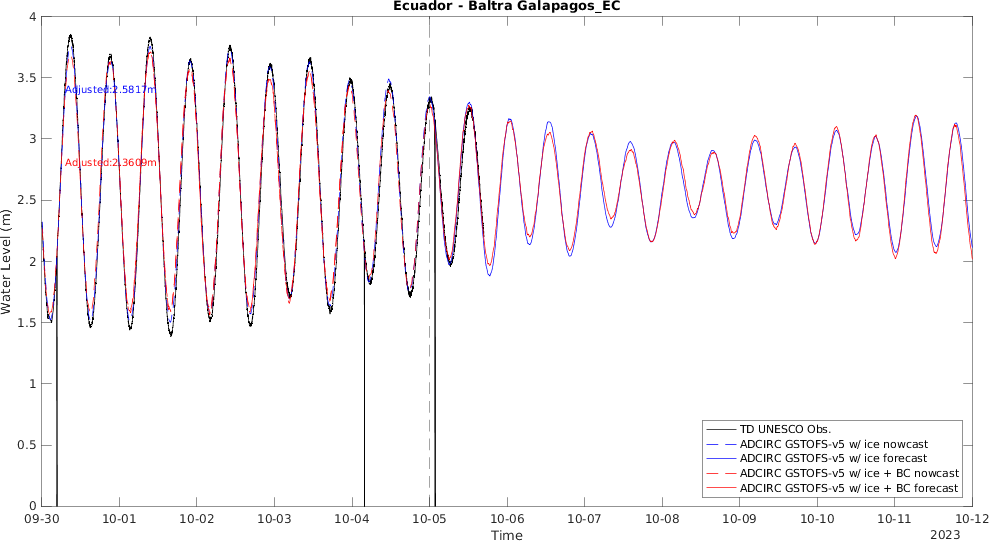 Ecuador - Baltra Galapagos_EC
4
3.5
3
2.5
2
1.5
1
0.5
0
Water Level (m)
Adjusted:2.5817m
Adjusted:2.3609m
TD UNESCO Obs.
ADCIRC GSTOFS-v5 w/ ice nowcast
ADCIRC GSTOFS-v5 w/ ice forecast
ADCIRC GSTOFS-v5 w/ ice + BC nowcast
ADCIRC GSTOFS-v5 w/ ice + BC forecast
09-30 10-01 10-02 10-03 10-04 10-05 10-06 10-07 10-08 10-09 10-10 10-11 10-12
Time
2023